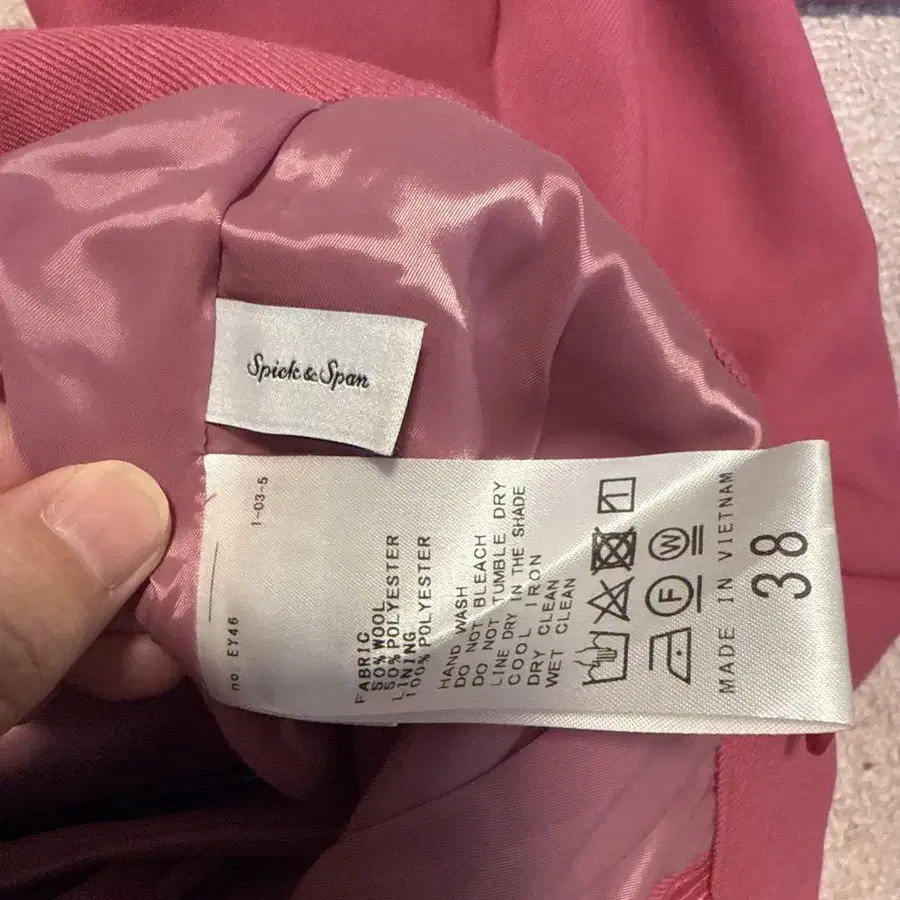 Spick & Span
no EY46
1-03-5
FABRIC
50%WOOL
50%POLYESTER
LINING
100%POLYESTER
HAND WASH
DO NOT BLEACH
DO NOT TUMBLE DRY
LINE DRY IN THE SHADE
COOL IRON
DRY CLEAN
WET CLEAN
F
W
MADE IN VIETNAM
38